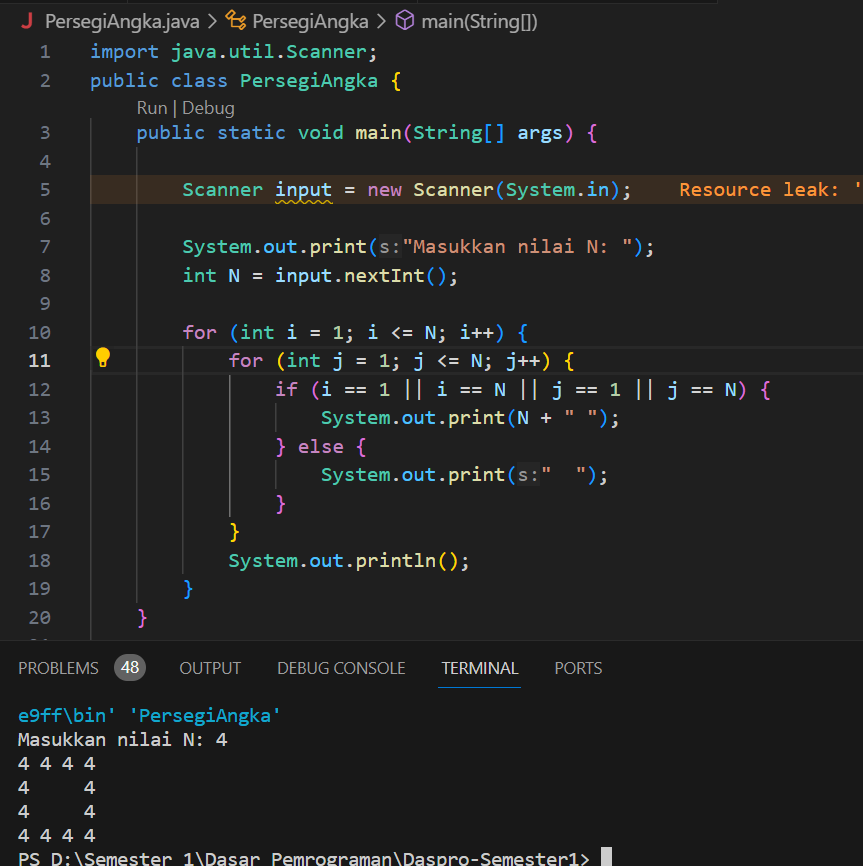 J PersegiAngka.java > PersegiAngka > main(String[])
1 import java.util.Scanner;
2 public class PersegiAngka {
Run | Debug
3 public static void main(String[] args) {
4
5 Scanner input = new Scanner(System.in); Resource leak: '
6
7 System.out.print(s:"Masukkan nilai N: ");
8 int N = input.nextInt();
9
10 for (int i = 1; i <= N; i++) {
11 for (int j = 1; j <= N; j++) {
12 if (i == 1 || i == N || j == 1 || j == N) {
13 System.out.print(N + " ");
14 } else {
15 System.out.print(s:"  ");
16 }
17 }
18 System.out.println();
19 }
20 }
PROBLEMS 48 OUTPUT DEBUG CONSOLE TERMINAL PORTS
e9ff\bin' 'PersegiAngka'
Masukkan nilai N: 4
4 4 4 4
4     4
4     4
4 4 4 4
PS D:\Semester 1\Dasar Pemrograman\Daspro-Semester1>